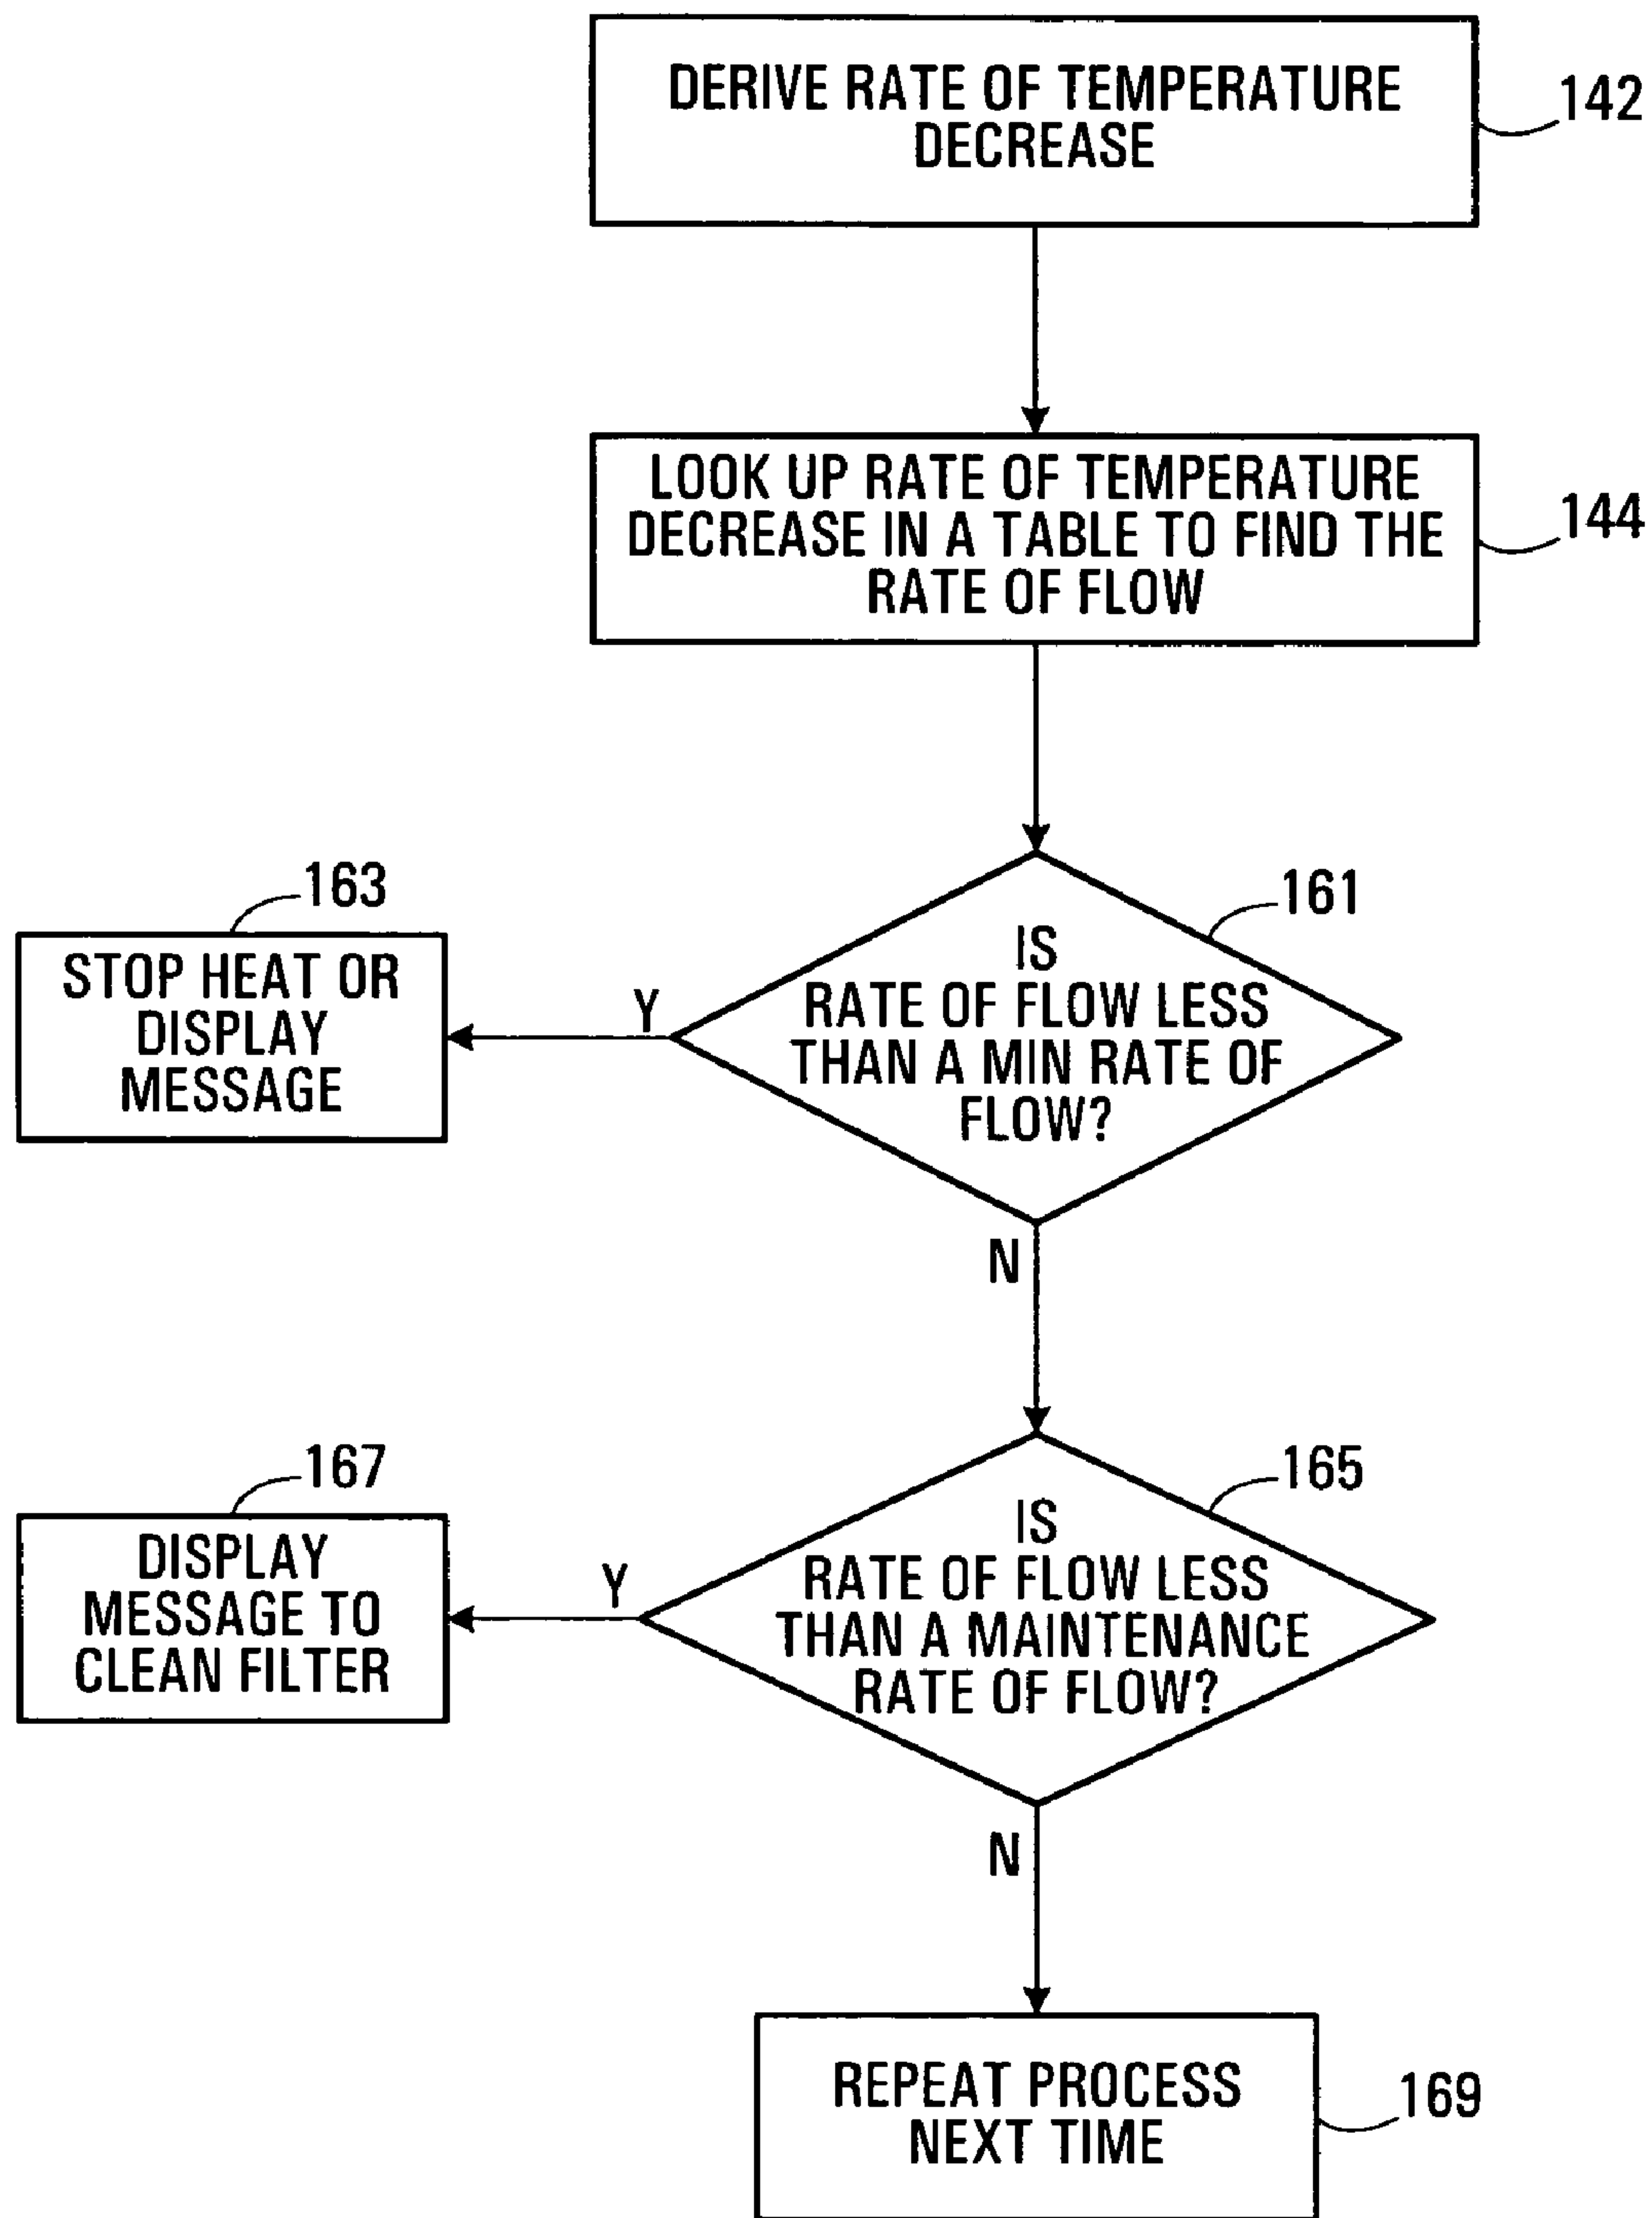 DERIVE RATE OF TEMPERATURE
DECREASE
142
LOOK UP RATE OF TEMPERATURE
DECREASE IN A TABLE TO FIND THE
RATE OF FLOW
144
163
STOP HEAT OR
DISPLAY
MESSAGE
Y
161
IS
RATE OF FLOW LESS
THAN A MIN RATE OF
FLOW?
N
167
DISPLAY
MESSAGE TO
CLEAN FILTER
Y
165
IS
RATE OF FLOW LESS
THAN A MAINTENANCE
RATE OF FLOW?
N
REPEAT PROCESS
NEXT TIME
169